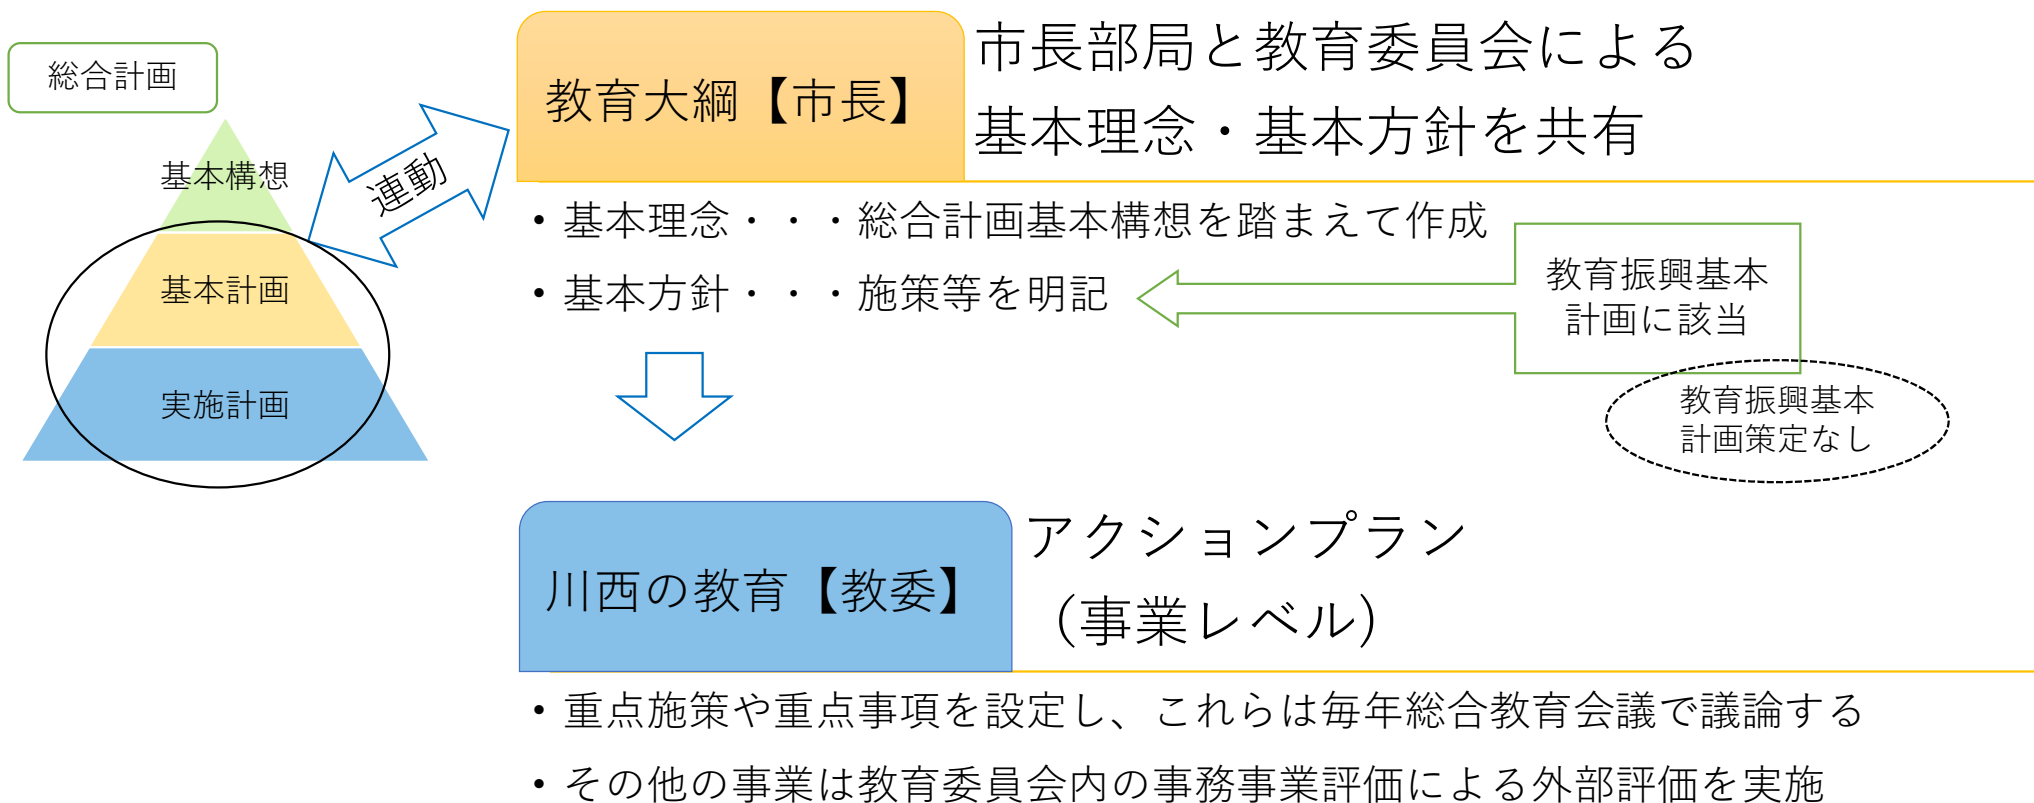 総合計画
基本構想
基本計画
実施計画
連動
教育大綱【市長】
市長部局と教育委員会による
基本理念・基本方針を共有
• 基本理念・・・総合計画基本構想を踏まえて作成
• 基本方針・・・施策等を明記
教育振興基本
計画に該当
教育振興基本
計画策定なし
川西の教育【教委】
アクションプラン
（事業レベル）
• 重点施策や重点事項を設定し、これらは毎年総合教育会議で議論する
• その他の事業は教育委員会内の事務事業評価による外部評価を実施